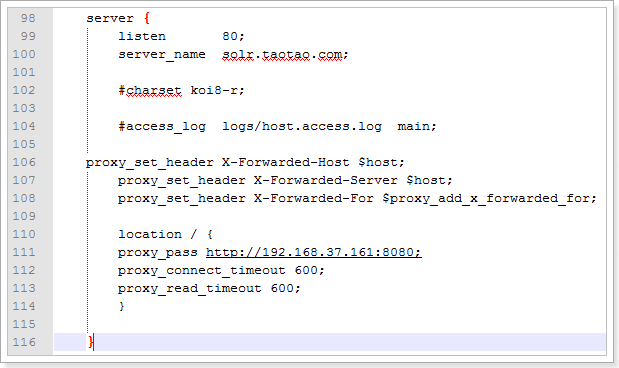 98 server {
99 listen 80;
100 server_name solr.taotao.com;
101
102 #charset koi8-r;
103
104 #access_log logs/host.access.log main;
105
106 proxy_set_header X-Forwarded-Host $host;
107 proxy_set_header X-Forwarded-Server $host;
108 proxy_set_header X-Forwarded-For $proxy_add_x_forwarded_for;
109
110 location / {
111 proxy_pass http://192.168.37.161:8080;
112 proxy_connect_timeout 600;
113 proxy_read_timeout 600;
114 }
115
116 }